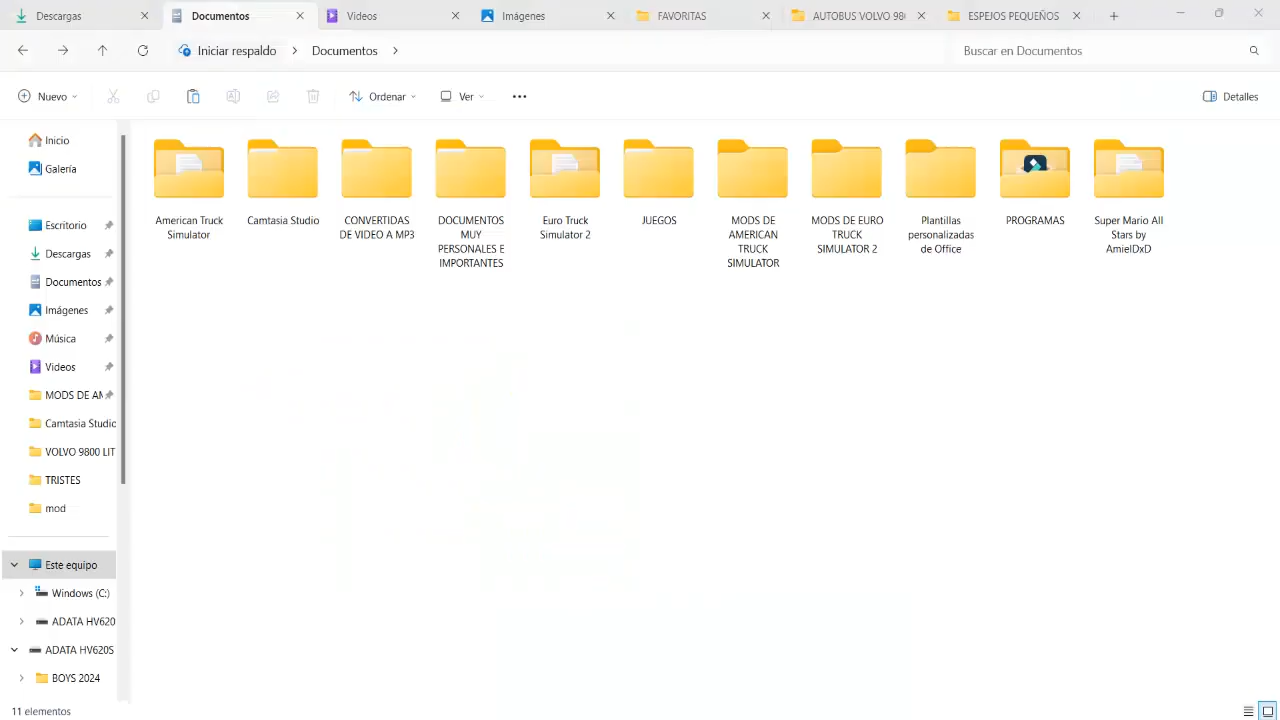 Descargas
Documentos
Videos
Imágenes
FAVORITAS
AUTOBUS VOLVO 980
ESPEJOS PEQUEÑOS
Iniciar respaldo
Documentos
Buscar en Documentos
Nuevo
Ordenar
Ver
Detalles
Inicio
Galería
Escritorio
Descargas
Documentos
Imágenes
Música
Videos
MODS DE AM
Camtasia Studio
VOLVO 9800 LIT
TRISTES
mod
Este equipo
Windows (C:)
ADATA HV620
ADATA HV620S
BOYS 2024
American Truck
Simulator
Camtasia Studio
CONVERTIDAS
DE VIDEO A MP3
DOCUMENTOS
MUY
PERSONALES E
IMPORTANTES
Euro Truck
Simulator 2
JUEGOS
MODS DE
AMERICAN
TRUCK
SIMULATOR
MODS DE EURO
TRUCK
SIMULATOR 2
Plantillas
personalizadas
de Office
PROGRAMAS
Super Mario All
Stars by
AmielDxD
11 elementos